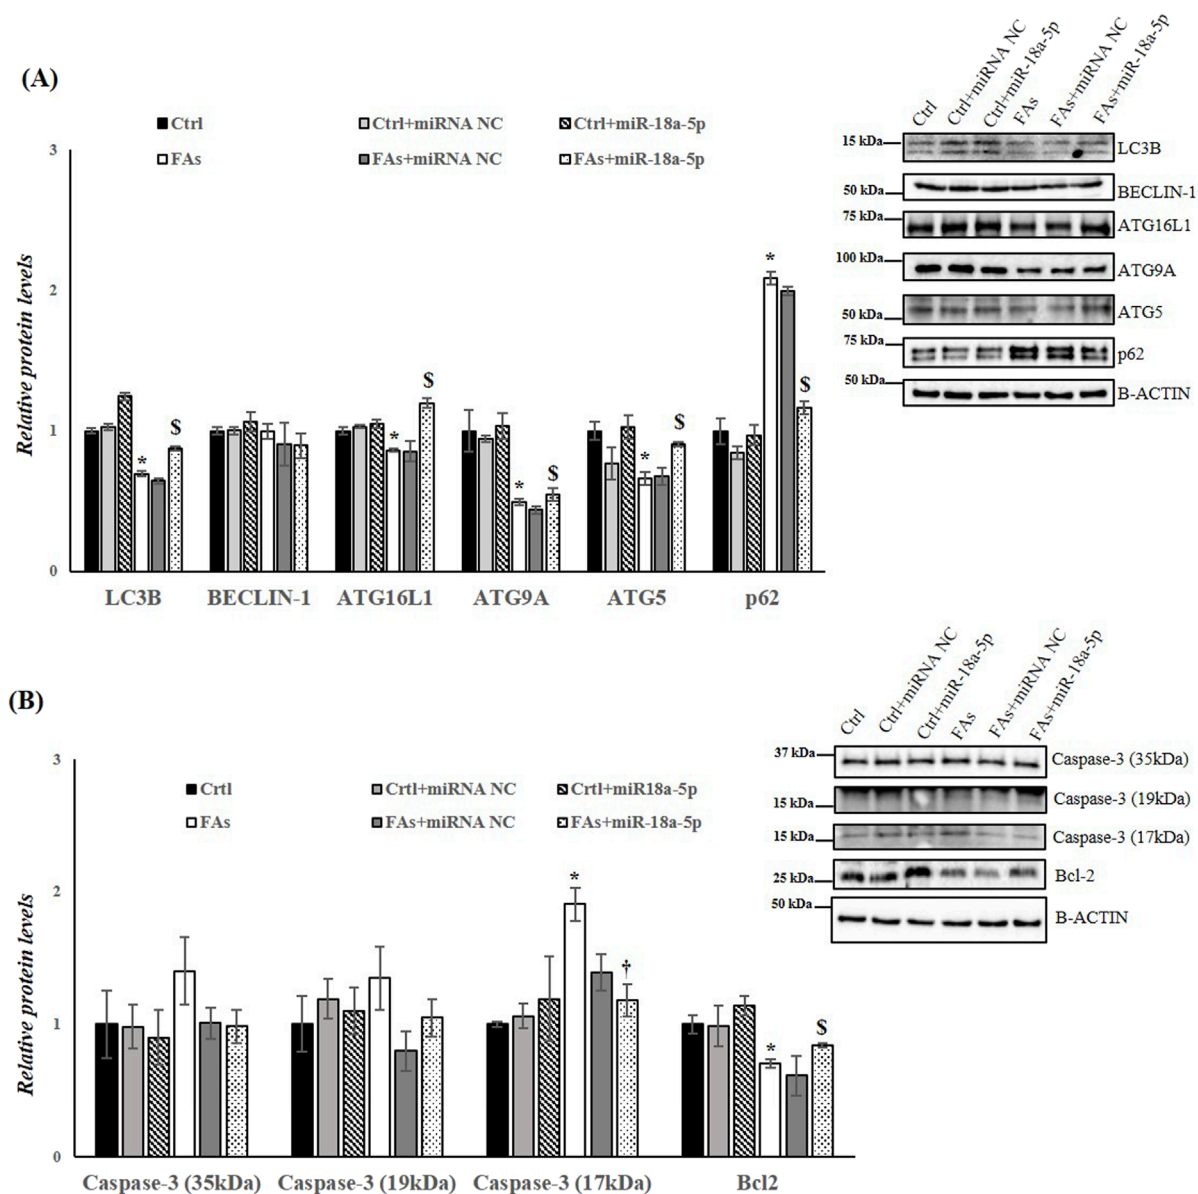 (A)
Ctrl
Ctrl+miRNA NC
Ctrl+miR-18a-5p
FAs
FAs+miRNA NC
FAs+miR-18a-5p
Relative protein levels
3
2
1
0
*
$
*
$
*
$
*
$
*
$
LC3B
BECLIN-1
ATG16L1
ATG9A
ATG5
p62
Ctrl
Ctrl+miRNA NC
Ctrl+miR-18a-5p
FAs
FAs+miRNA NC
FAs+miR-18a-5p
15 kDa LC3B
50 kDa BECLIN-1
75 kDa ATG16L1
100 kDa ATG9A
50 kDa ATG5
75 kDa p62
50 kDa B-ACTIN
(B)
Crtl
Crtl+miRNA NC
Crtl+miR18a-5p
FAs
FAs+miRNA NC
FAs+miR-18a-5p
Relative protein levels
3
2
1
0
*
†
*
$
Caspase-3 (35kDa)
Caspase-3 (19kDa)
Caspase-3 (17kDa)
Bcl2
Ctrl
Ctrl+miRNA NC
Ctrl+miR-18a-5p
FAs
FAs+miRNA NC
FAs+miR-18a-5p
37 kDa Caspase-3 (35kDa)
15 kDa Caspase-3 (19kDa)
15 kDa Caspase-3 (17kDa)
25 kDa Bcl-2
50 kDa B-ACTIN